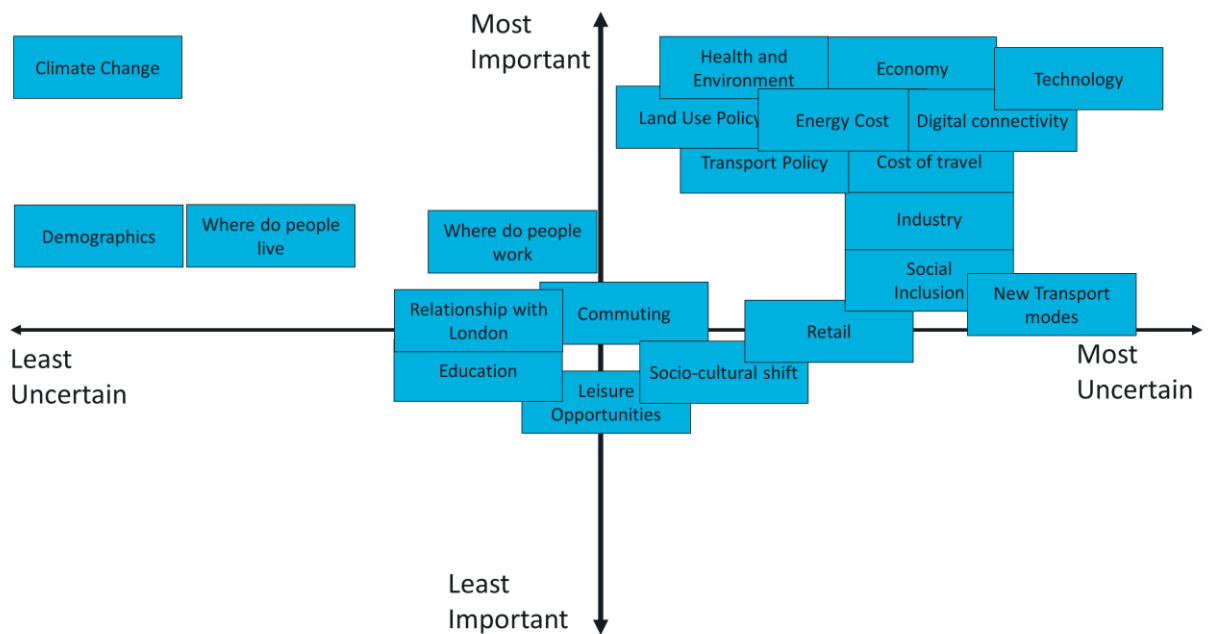 Most
Important
Climate Change
Health and
Environment
Economy
Technology
Land Use Policy
Energy Cost
Digital connectivity
Transport Policy
Cost of travel
Demographics
Where do people
live
Where do people
work
Industry
Social
Inclusion
New Transport
modes
Relationship with
London
Commuting
Retail
Least
Uncertain
Most
Uncertain
Education
Socio-cultural shift
Leisure
Opportunities
Least
Important